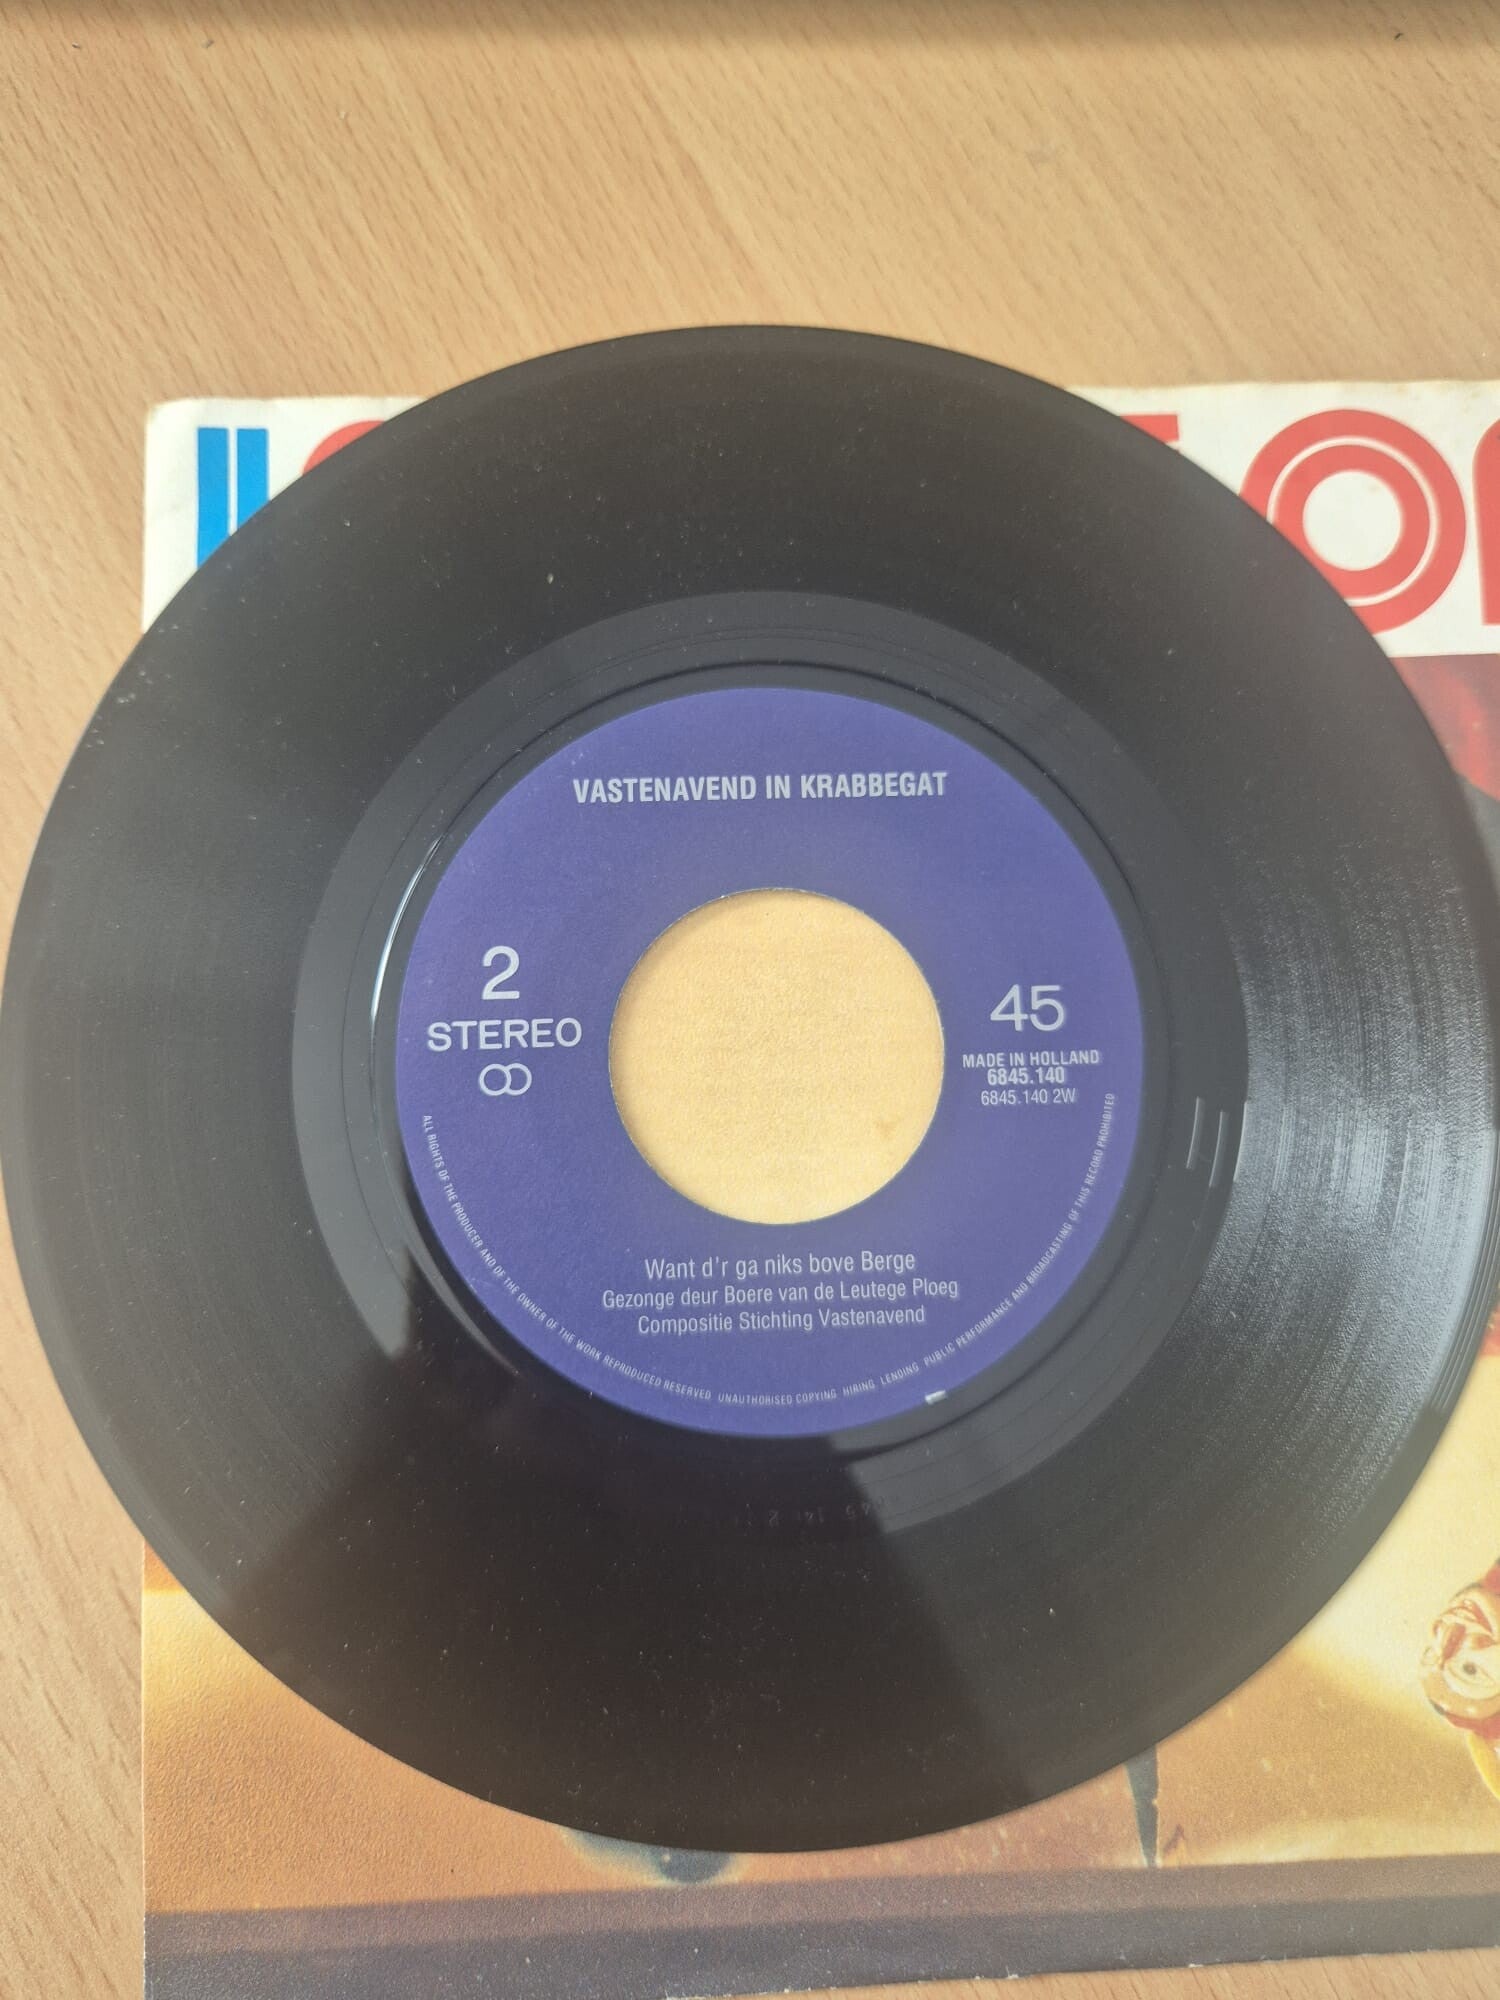 VASTENAVEND IN KRABBEGAT
2
STEREO
45
MADE IN HOLLAND
6845.140
6845.140 2W
Want d'r ga niks bove Berge
Gezonge deur Boere van de Leutege Ploeg
Compositie Stichting Vastenavend
ALL RIGHTS OF THE PRODUCER AND OF THE OWNER OF THE WORK REPRODUCED RESERVED UNAUTHORISED COPYING HIRING LENDING PUBLIC PERFORMANCE AND BROADCASTING OF THIS RECORD PROHIBITED